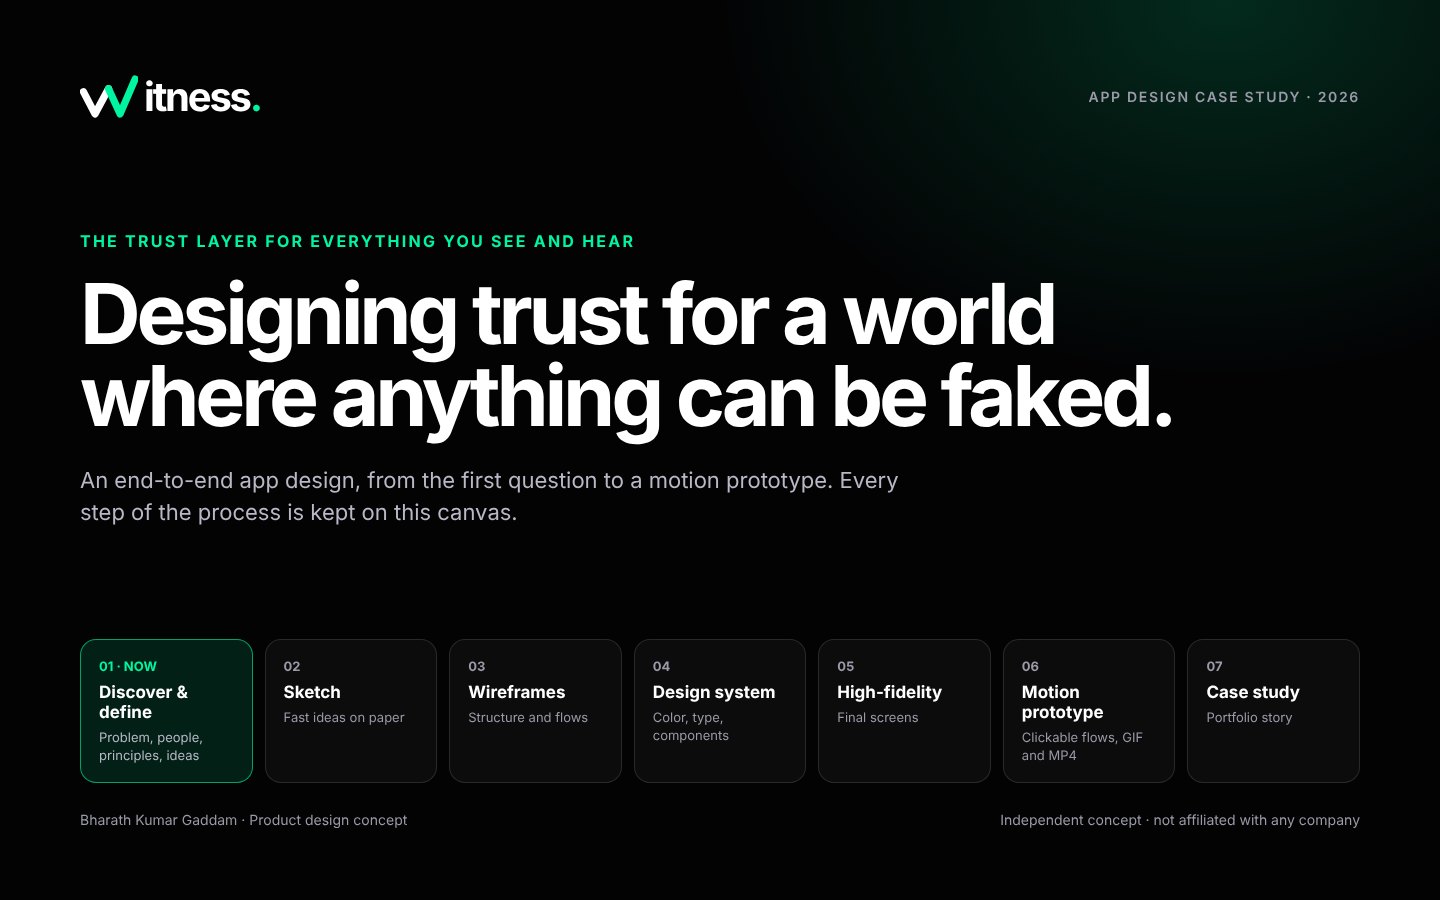 Witness.
APP DESIGN CASE STUDY · 2026
THE TRUST LAYER FOR EVERYTHING YOU SEE AND HEAR
Designing trust for a world
where anything can be faked.
An end-to-end app design, from the first question to a motion prototype. Every
step of the process is kept on this canvas.
01 · NOW
Discover &
define
Problem, people,
principles, ideas
02
Sketch
Fast ideas on paper
03
Wireframes
Structure and flows
04
Design system
Color, type,
components
05
High-fidelity
Final screens
06
Motion
prototype
Clickable flows, GIF
and MP4
07
Case study
Portfolio story
Bharath Kumar Gaddam · Product design concept
Independent concept · not affiliated with any company